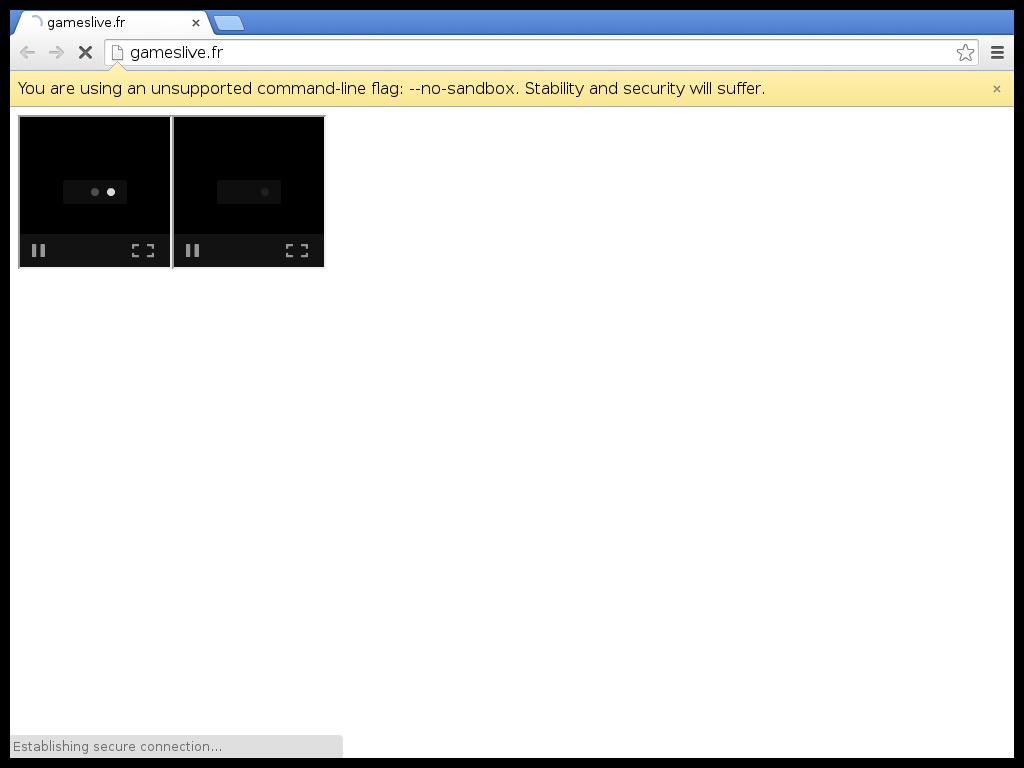 gameslive.fr
gameslive.fr
You are using an unsupported command-line flag: --no-sandbox. Stability and security will suffer.
Establishing secure connection...